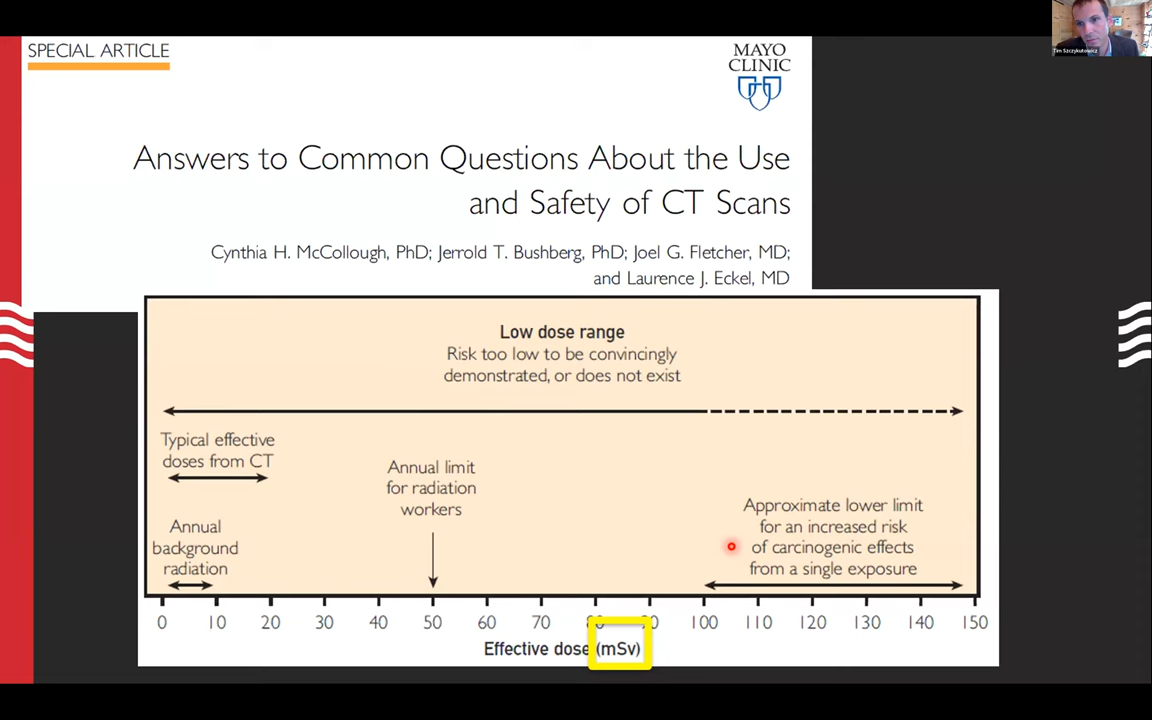 Tim Szczykutowicz
SPECIAL ARTICLE
MAYO
CLINIC
Answers to Common Questions About the Use
and Safety of CT Scans
Cynthia H. McCollough, PhD; Jerrold T. Bushberg, PhD; Joel G. Fletcher, MD;
and Laurence J. Eckel, MD
Low dose range
Risk too low to be convincingly
demonstrated, or does not exist
Typical effective
doses from CT
Annual limit
for radiation
workers
Annual
background
radiation
Approximate lower limit
for an increased risk
of carcinogenic effects
from a single exposure
0 10 20 30 40 50 60 70 80 90 100 110 120 130 140 150
Effective dose (mSv)